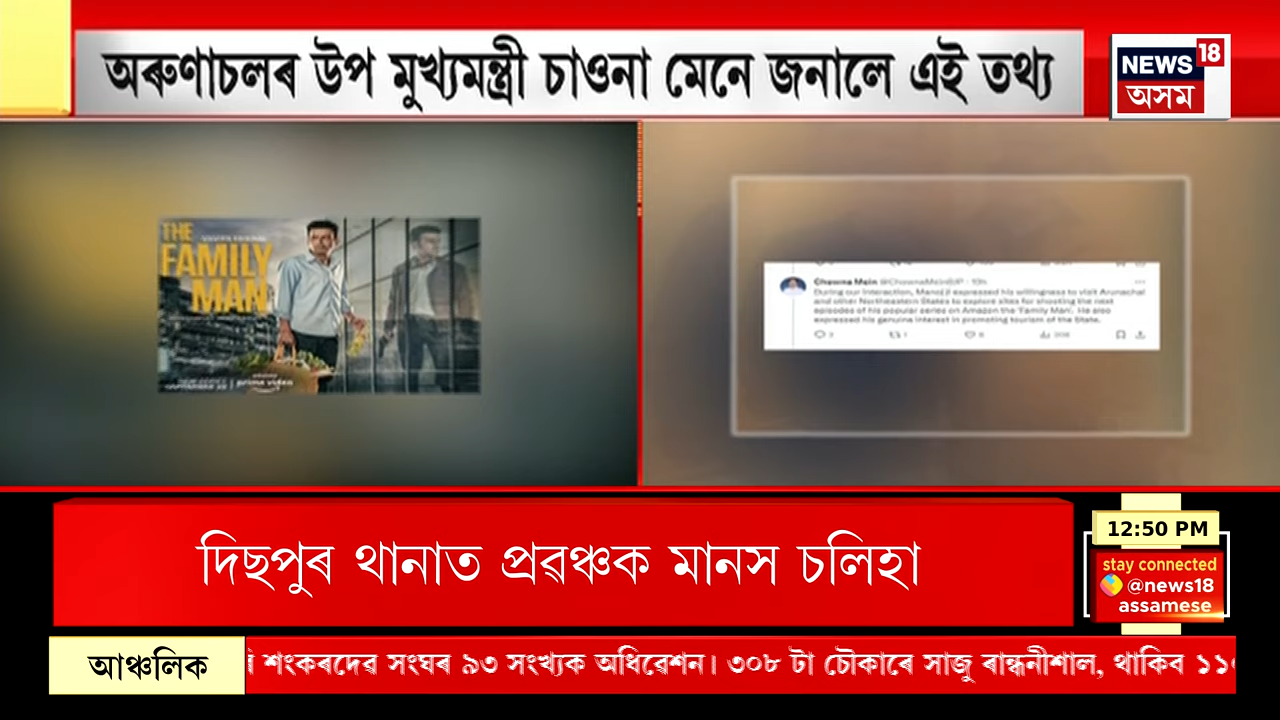 অৰুণাচলৰ উপ মুখ্যমন্ত্ৰী চাওনা মেনে জনালে এই তথ্য
NEWS 18
অসম
THE
FAMILY
MAN
prime video
Chowna Mein @ChownaMeinBJP · 13h
During our interaction, Manoj ji expressed his willingness to visit Arunachal
and other Northeastern States to explore sites for shooting the next
episodes of his popular series on Amazon the 'Family Man'. He also
expressed his genuine interest in promoting tourism of the State.
দিছপুৰ থানাত প্ৰৱঞ্চক মানস চলিহা
12:50 PM
stay connected
@news18
assamese
আঞ্চলিক
শংকৰদেৱ সংঘৰ ৯৩ সংখ্যক অধিৱেশন। ৩০৮ টা চৌকাৰে সাজু ৰান্ধনীশাল, থাকিব